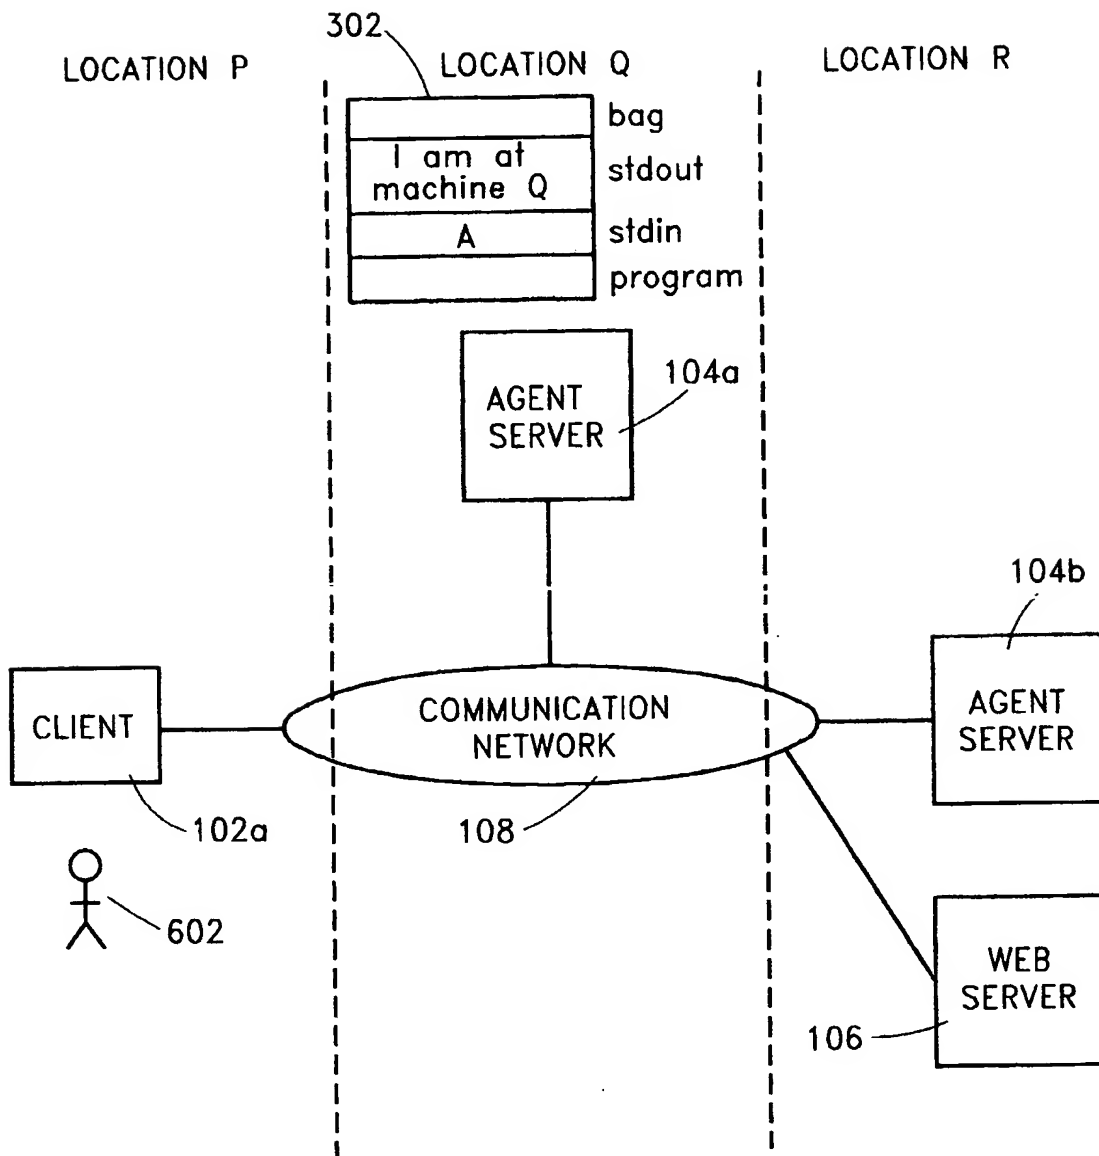 302
LOCATION P
LOCATION Q
LOCATION R
bag
I am at
machine Q
stdout
A
stdin
program
AGENT
SERVER
104a
104b
CLIENT
COMMUNICATION
NETWORK
AGENT
SERVER
102a
108
602
WEB
SERVER
106